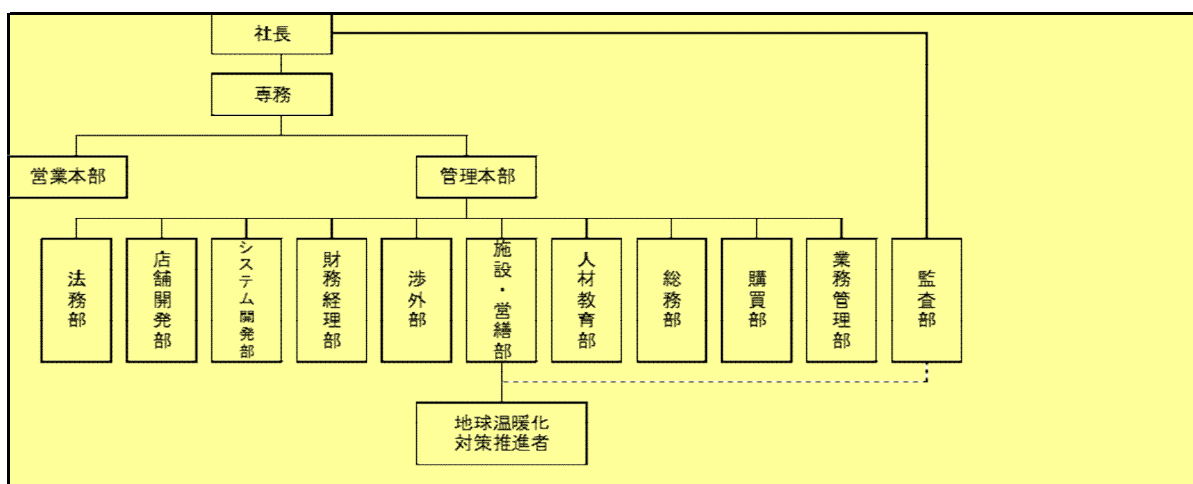 社長
専務
営業本部
管理本部
法務部
店舗開発部
システム開発部
財務経理部
渉外部
施設・営繕部
人材教育部
総務部
購買部
業務管理部
監査部
地球温暖化
対策推進者